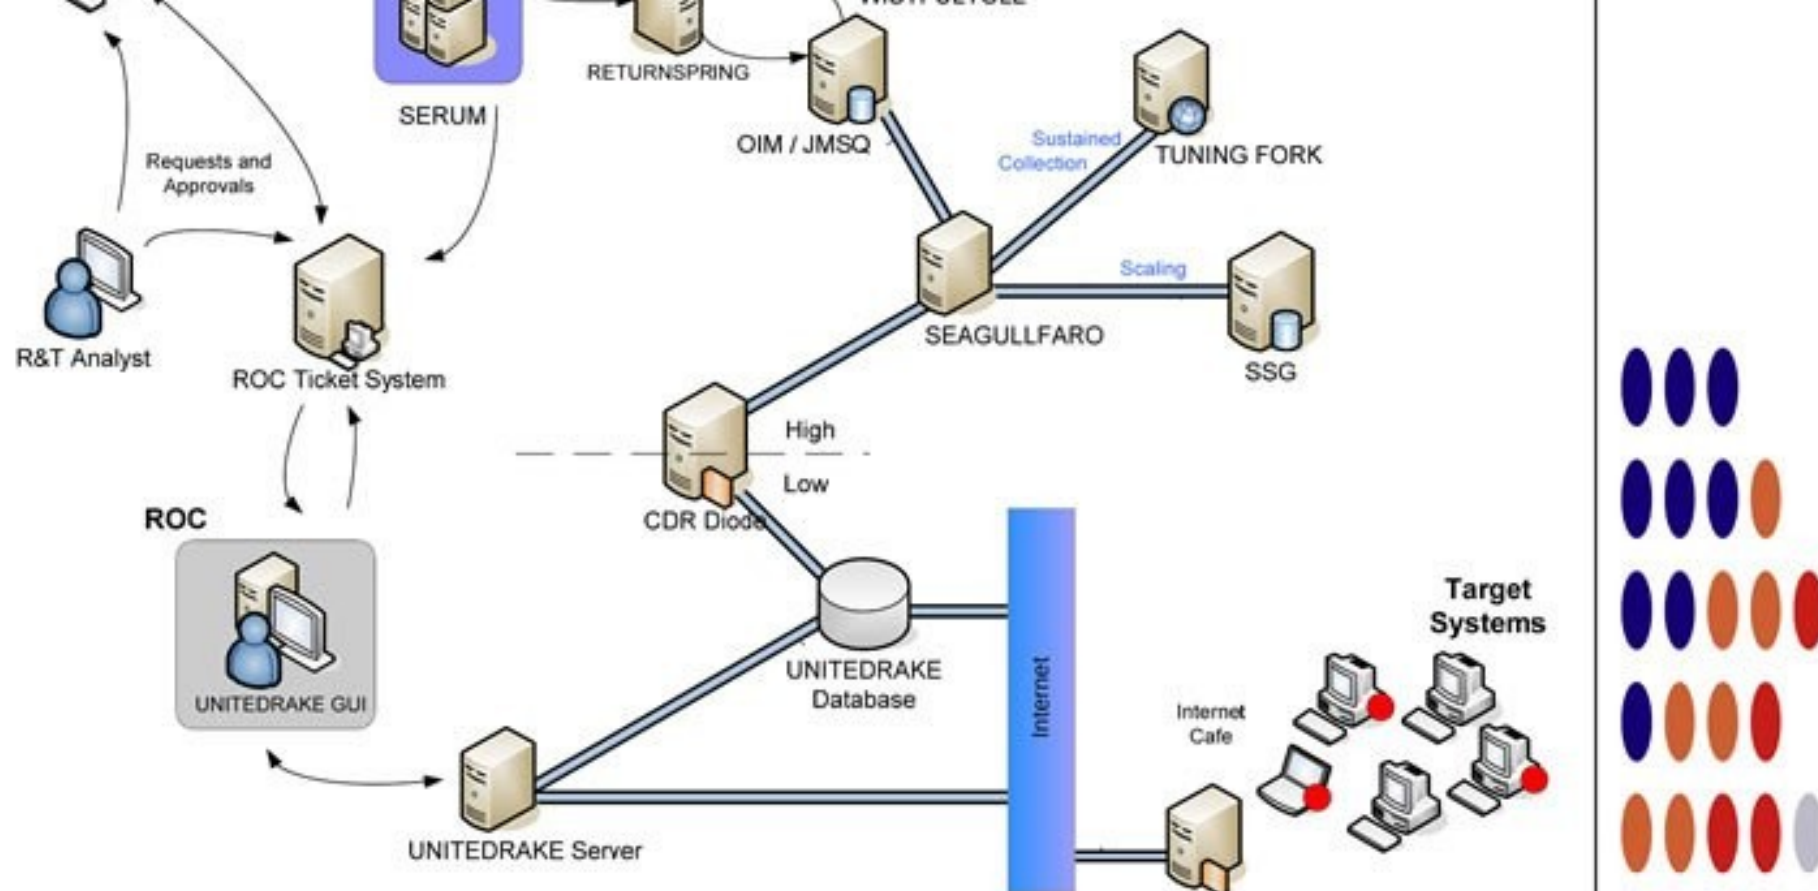 RETURNSPRING
SERUM
OIM / JMSQ
Sustained
Collection
TUNING FORK
Requests and
Approvals
Scaling
SEAGULLFARO
R&T Analyst
ROC Ticket System
SSG
High
Low
ROC
CDR Diode
Target
Systems
UNITEDRAKE GUI
UNITEDRAKE
Database
Internet
Internet
Cafe
UNITEDRAKE Server